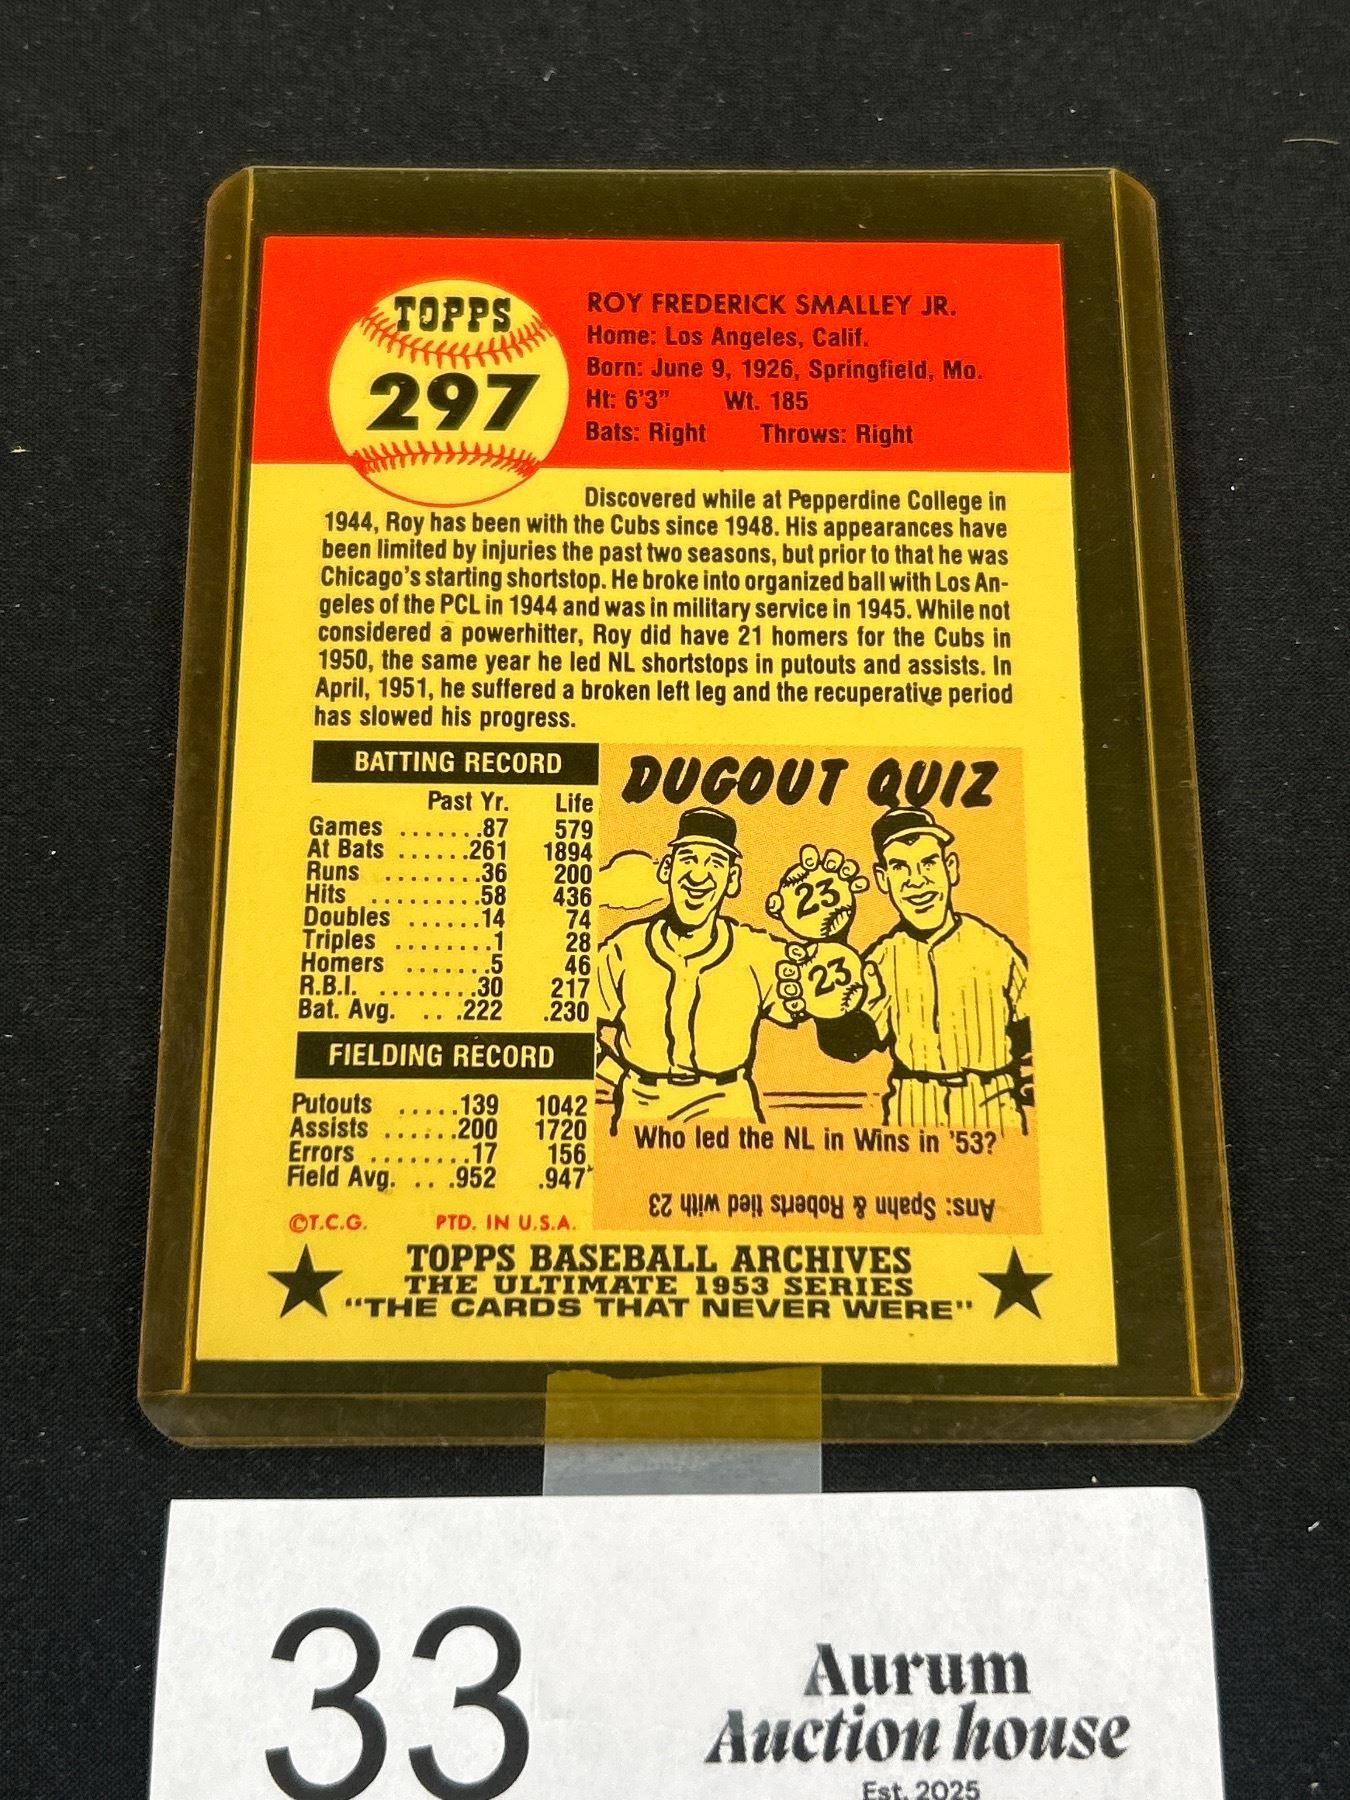 TOPPS
297
ROY FREDERICK SMALLEY JR.
Home: Los Angeles, Calif.
Born: June 9, 1926, Springfield, Mo.
Ht: 6'3" Wt. 185
Bats: Right Throws: Right
Discovered while at Pepperdine College in
1944, Roy has been with the Cubs since 1948. His appearances have
been limited by injuries the past two seasons, but prior to that he was
Chicago's starting shortstop. He broke into organized ball with Los An-
geles of the PCL in 1944 and was in military service in 1945. While not
considered a powerhitter, Roy did have 21 homers for the Cubs in
1950, the same year he led NL shortstops in putouts and assists. In
April, 1951, he suffered a broken left leg and the recuperative period
has slowed his progress.
BATTING RECORD
Past Yr. Life
Games .......87 579
At Bats ......261 1894
Runs ........36 200
Hits .........58 436
Doubles ......14 74
Triples .......1 28
Homers ......5 46
R.B.I. ........30 217
Bat. Avg. ...222 .230
FIELDING RECORD
Putouts .....139 1042
Assists ......200 1720
Errors ........17 156
Field Avg. ...952 .947
©T.C.G. PTD. IN U.S.A.
DUGOUT QUIZ
23
23
Who led the NL in Wins in '53?
Ans: Spahn & Roberts tied with 23
TOPPS BASEBALL ARCHIVES
THE ULTIMATE 1953 SERIES
"THE CARDS THAT NEVER WERE"
33
Aurum
Auction house
Est. 2025